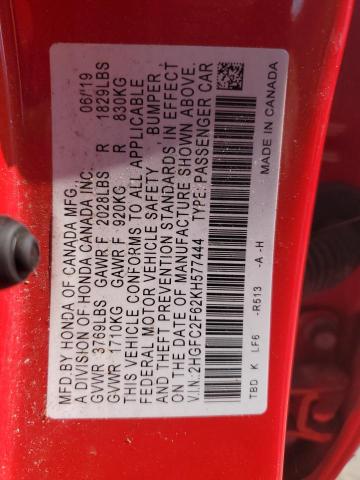 MFD BY HONDA OF CANADA MFG. 06/'19
A DIVISION OF HONDA CANADA INC.
GVWR 3769LBS GAWR F 2028LBS R 1829LBS
GVWR 1710KG GAWR F 920KG R 830KG
THIS VEHICLE CONFORMS TO ALL APPLICABLE
FEDERAL MOTOR VEHICLE SAFETY, BUMPER,
THEFT PREVENTION STANDARDS, IN EFFECT
ON THE DATE OF MANUFACTURE SHOWN ABOVE.
V.I.N.:2HGFC2F62KH577444 TYPE:PASSENGER CAR
TBD K LF6 -R513 -A -H MADE IN CANADA